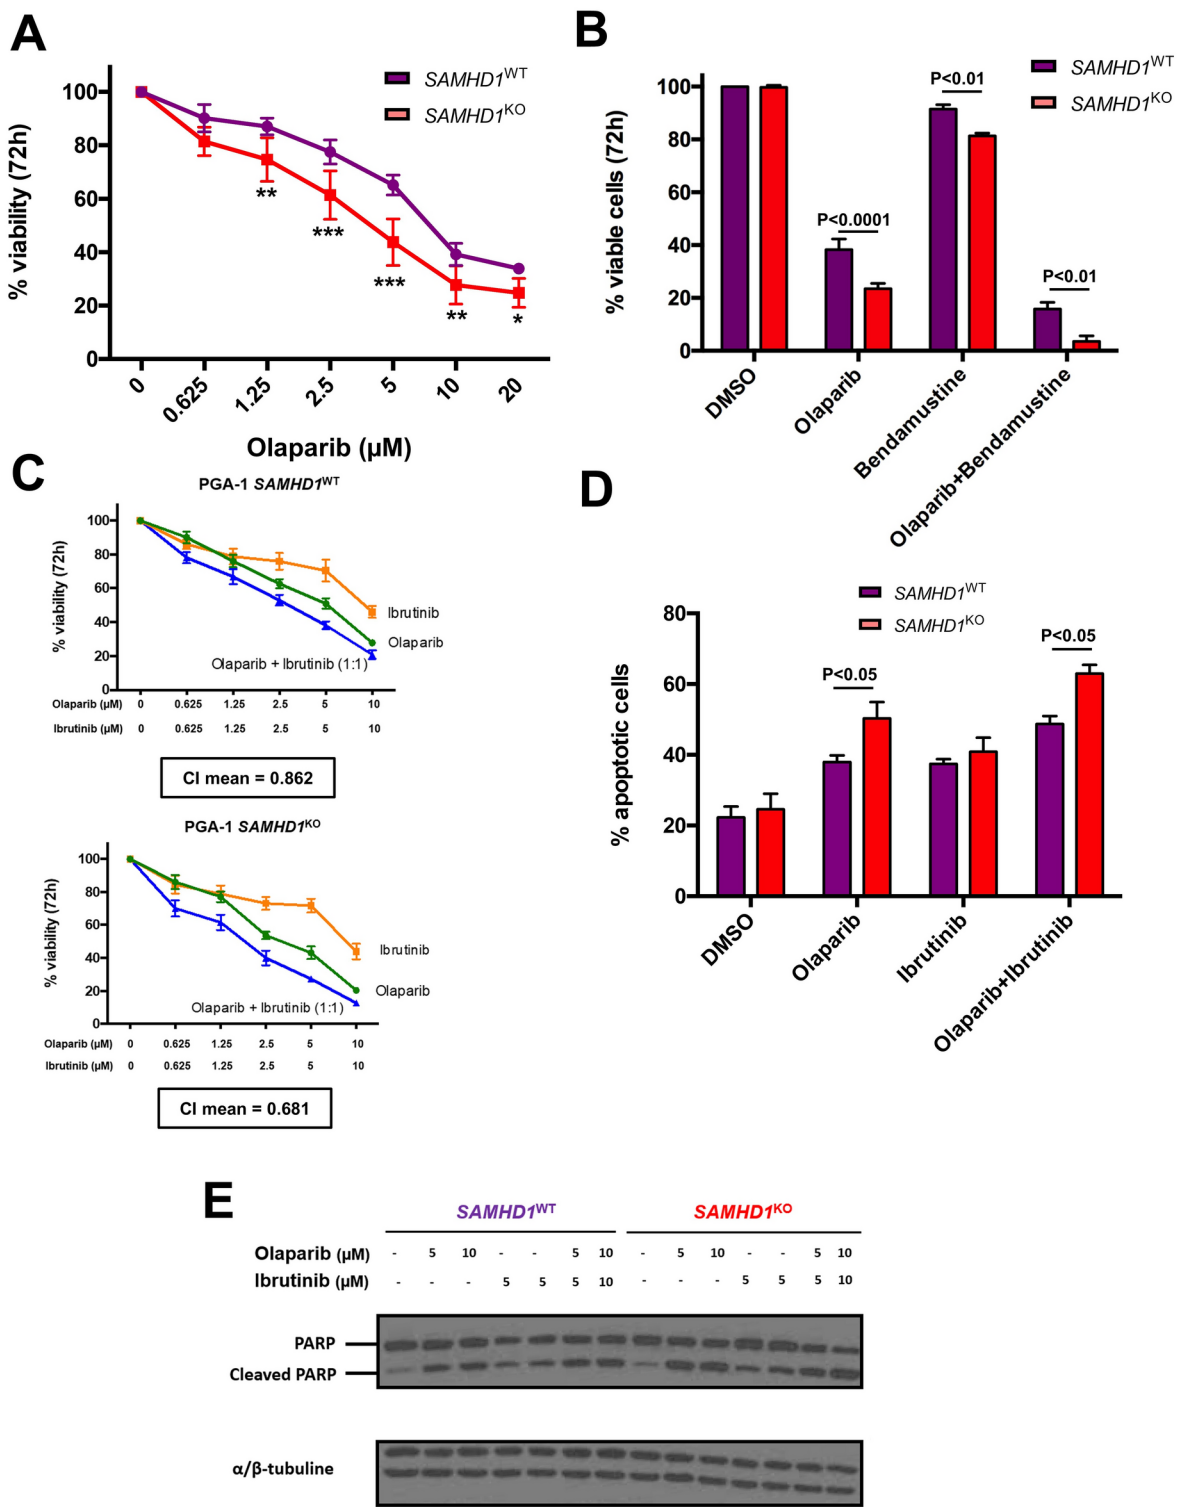 A
% viability (72h)
100
80
60
40
20
0
SAMHD1WT
SAMHD1KO
**
***
***
**
*
0 0.625 1.25 2.5 5 10 20
Olaparib (µM)
B
% viable cells (72h)
100
80
60
40
20
0
SAMHD1WT
SAMHD1KO
P<0.0001
P<0.01
P<0.01
DMSO
Olaparib
Bendamustine
Olaparib+Bendamustine
C
PGA-1 SAMHD1WT
% viability (72h)
100
80
60
40
20
0
Ibrutinib
Olaparib
Olaparib + Ibrutinib (1:1)
Olaparib (µM) 0 0.625 1.25 2.5 5 10
Ibrutinib (µM) 0 0.625 1.25 2.5 5 10
CI mean = 0.862
PGA-1 SAMHD1KO
% viability (72h)
100
80
60
40
20
0
Ibrutinib
Olaparib
Olaparib + Ibrutinib (1:1)
Olaparib (µM) 0 0.625 1.25 2.5 5 10
Ibrutinib (µM) 0 0.625 1.25 2.5 5 10
CI mean = 0.681
D
% apoptotic cells
80
60
40
20
0
SAMHD1WT
SAMHD1KO
P<0.05
P<0.05
DMSO
Olaparib
Ibrutinib
Olaparib+Ibrutinib
E
SAMHD1WT SAMHD1KO
Olaparib (µM) - 5 10 - - 5 10 - 5 10 - - 5 10
Ibrutinib (µM) - - - 5 5 5 10 - - - 5 5 5 10
PARP
Cleaved PARP
α/β-tubuline